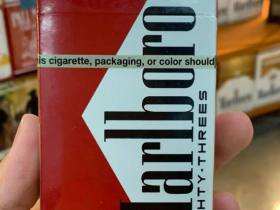 is cigarette, packaging, or color should
arlboro
HTY-THREES